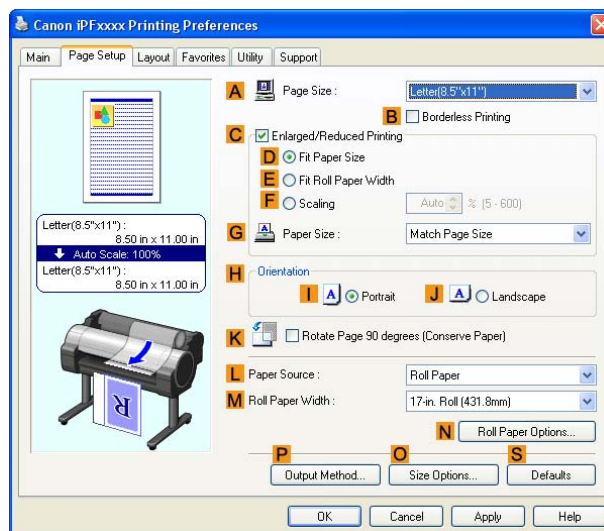 Canon iPFxxxx Printing Preferences
Main Page Setup Layout Favorites Utility Support
A Page Size : Letter(8.5"x11")
B Borderless Printing
C Enlarged/Reduced Printing
D Fit Paper Size
E Fit Roll Paper Width
F Scaling Auto % (5 - 600)
G Paper Size : Match Page Size
Letter(8.5"x11") :
8.50 in x 11.00 in
Auto Scale: 100%
Letter(8.5"x11") :
8.50 in x 11.00 in
H Orientation
I A Portrait J A Landscape
K Rotate Page 90 degrees (Conserve Paper)
L Paper Source : Roll Paper
M Roll Paper Width : 17-in. Roll (431.8mm)
R
N Roll Paper Options...
P O S
Output Method... Size Options... Defaults
OK Cancel Apply Help